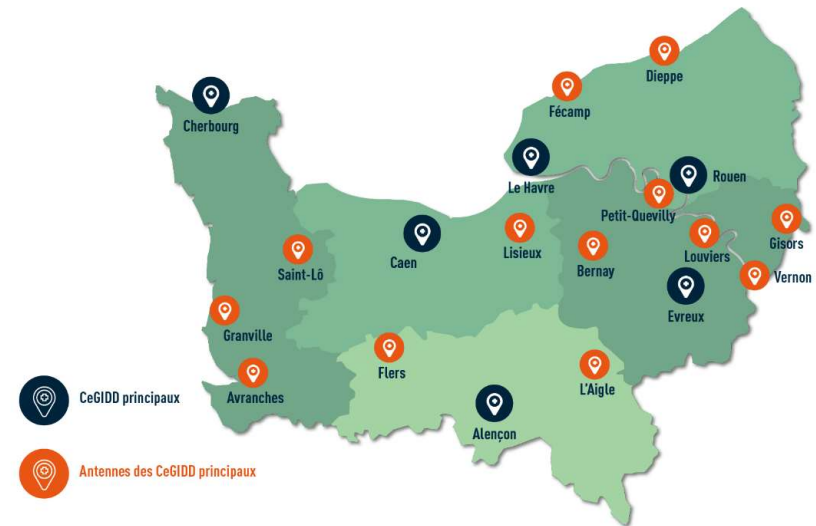 Dieppe
Fécamp
Cherbourg
Le Havre
Rouen
Petit-Quevilly
Gisors
Louviers
Lisieux
Caen
Bernay
Saint-Lô
Vernon
Evreux
Granville
Flers
L'Aigle
Avranches
Alençon
CeGIDD principaux
Antennes des CeGIDD principaux